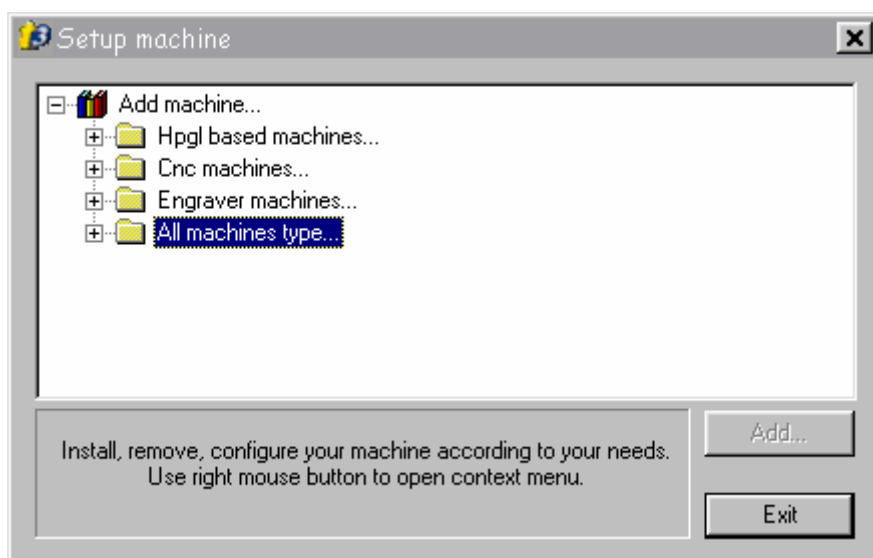 Setup machine
Add machine...
Hpgl based machines...
Cnc machines...
Engraver machines...
All machines type...
Install, remove, configure your machine according to your needs.
Use right mouse button to open context menu.
Add...
Exit